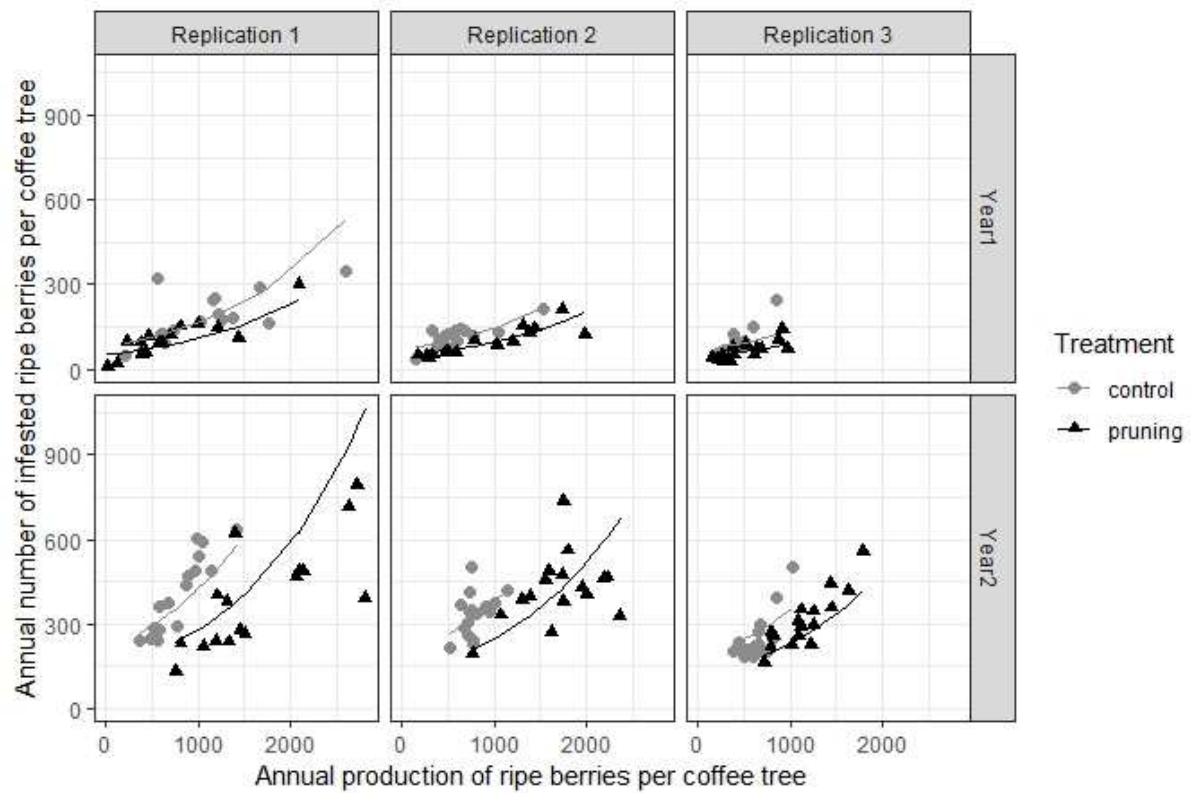 Replication 1
Replication 2
Replication 3
Annual number of infested ripe berries per coffee tree
900
600
300
0
Year1
900
600
300
0
Year2
0 1000 2000
0 1000 2000
0 1000 2000
Annual production of ripe berries per coffee tree
Treatment
control
pruning